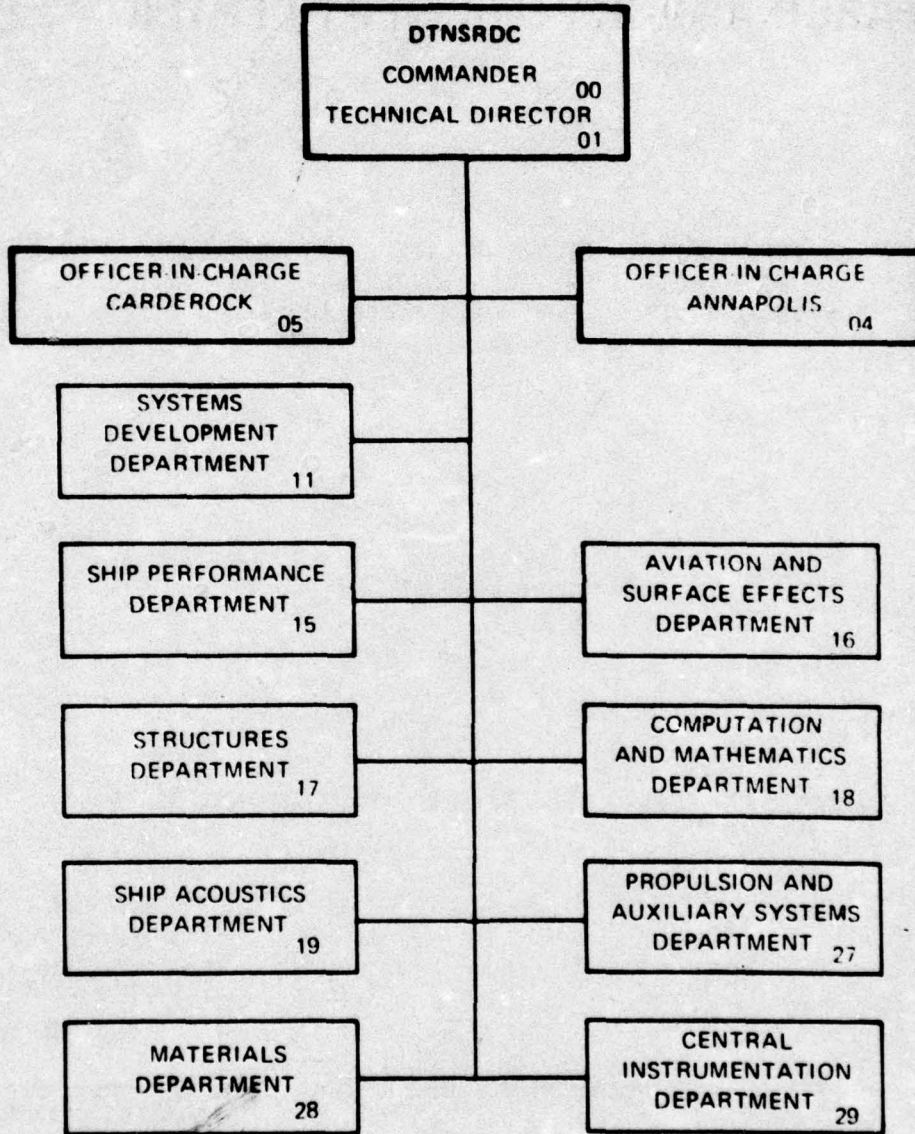 DTNSRDC
COMMANDER
00
TECHNICAL DIRECTOR
01
OFFICER-IN-CHARGE
CARDEROCK
05
OFFICER-IN-CHARGE
ANNAPOLIS
04
SYSTEMS
DEVELOPMENT
DEPARTMENT
11
SHIP PERFORMANCE
DEPARTMENT
15
AVIATION AND
SURFACE EFFECTS
DEPARTMENT
16
STRUCTURES
DEPARTMENT
17
COMPUTATION
AND MATHEMATICS
DEPARTMENT
18
SHIP ACOUSTICS
DEPARTMENT
19
PROPULSION AND
AUXILIARY SYSTEMS
DEPARTMENT
27
MATERIALS
DEPARTMENT
28
CENTRAL
INSTRUMENTATION
DEPARTMENT
29